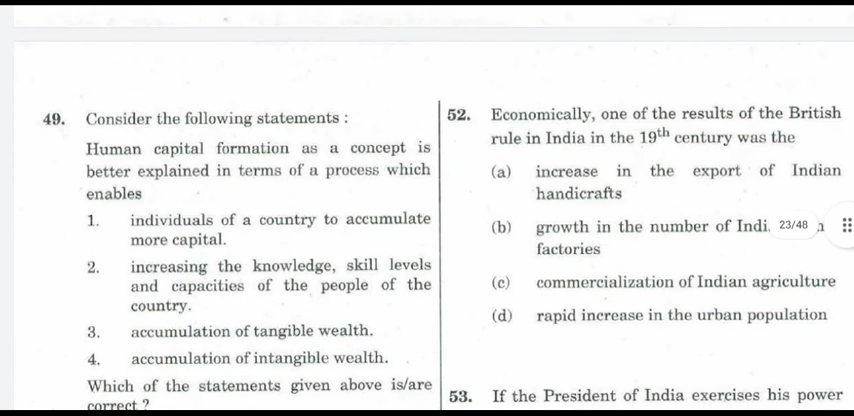 49. Consider the following statements :
Human capital formation as a concept is
better explained in terms of a process which
enables
1. individuals of a country to accumulate
more capital.
2. increasing the knowledge, skill levels
and capacities of the people of the
country.
3. accumulation of tangible wealth.
4. accumulation of intangible wealth.
Which of the statements given above is/are
correct ?
52. Economically, one of the results of the British
rule in India in the 19th century was the
(a) increase in the export of Indian
handicrafts
(b) growth in the number of 23/48
factories
(c) commercialization of Indian agriculture
(d) rapid increase in the urban population
53. If the President of India exercises his power